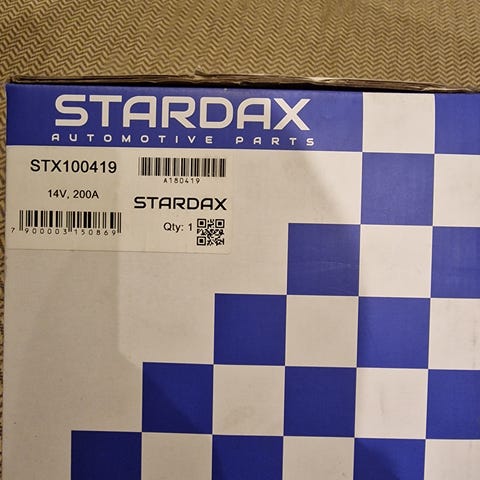 STARDAX
AUTOMOTIVE PARTS
STX100419
A180419
14V, 200A
STARDAX
Qty: 1
7 900003 150869